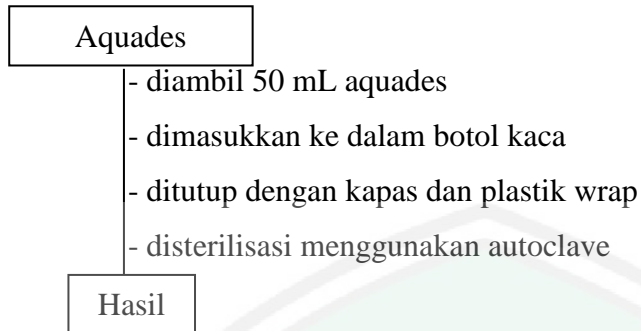 Aquades
- diambil 50 mL aquades
- dimasukkan ke dalam botol kaca
- ditutup dengan kapas dan plastik wrap
- disterilisasi menggunakan autoclave
Hasil